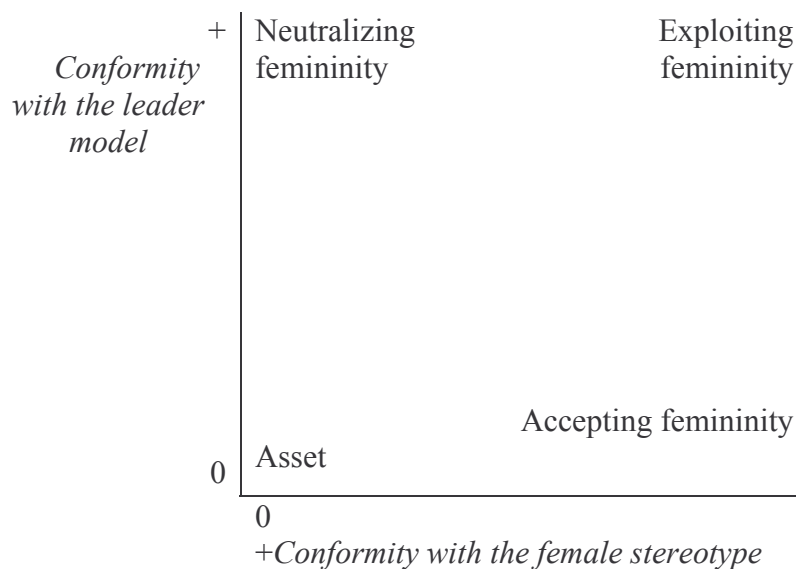 +
Conformity
with the leader
model
Neutralizing
femininity
Exploiting
femininity
Accepting femininity
Asset
0
0
+Conformity with the female stereotype